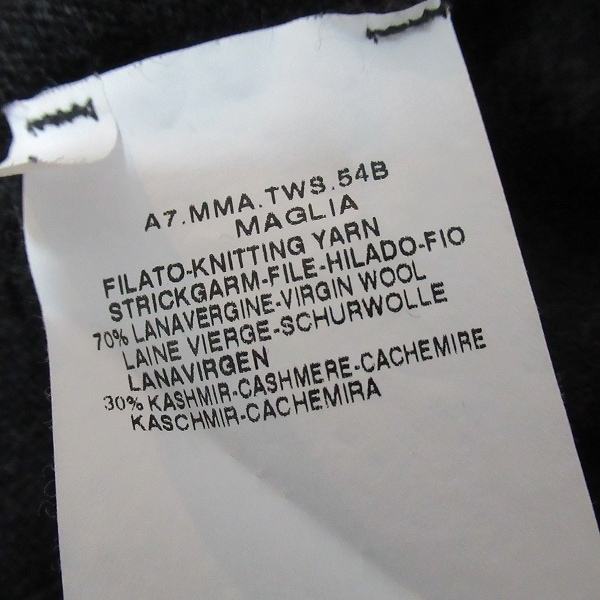 A7.MMA.TWS.54B
MAGLIA
FILATO-KNITTING YARN
STRICKGARM-FILE-HILADO-FIO
70% LANAVERGINE-VIRGIN WOOL
LAINE VIERGE-SCHURWOLLE
LANAVIRGEN
30% KASHMIR-CASHMERE-CACHEMIRE
KASCHMIR-CACHEMIRA